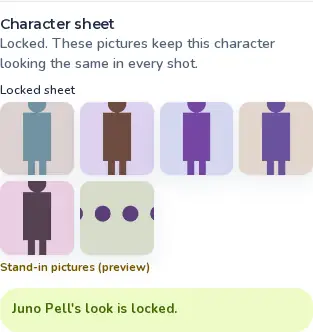 Character sheet
Locked. These pictures keep this character
looking the same in every shot.
Locked sheet
Stand-in pictures (preview)
Juno Pell's look is locked.